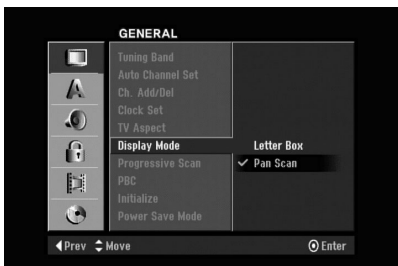 GENERAL
Tuning Band
Auto Channel Set
Ch. Add/Del
Clock Set
TV Aspect
Display Mode Letter Box
Progressive Scan ✓ Pan Scan
PBC
Initialize
Power Save Mode
Prev Move Enter